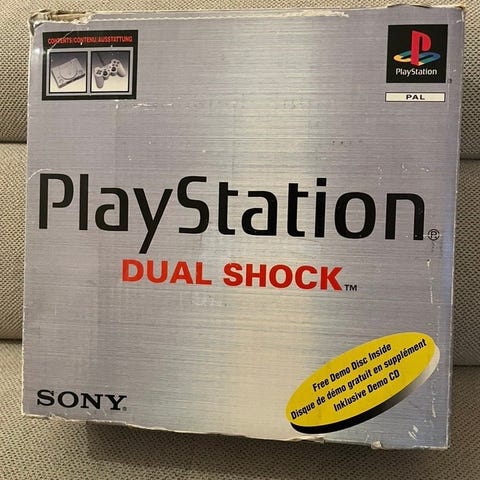 CONTENTS/CONTENU/AUSSTATTUNG
PlayStation
PAL
PlayStation®
DUAL SHOCK™
Free Demo Disc Inside
Disque de démo gratuit en supplément
Inklusive Demo CD
SONY®